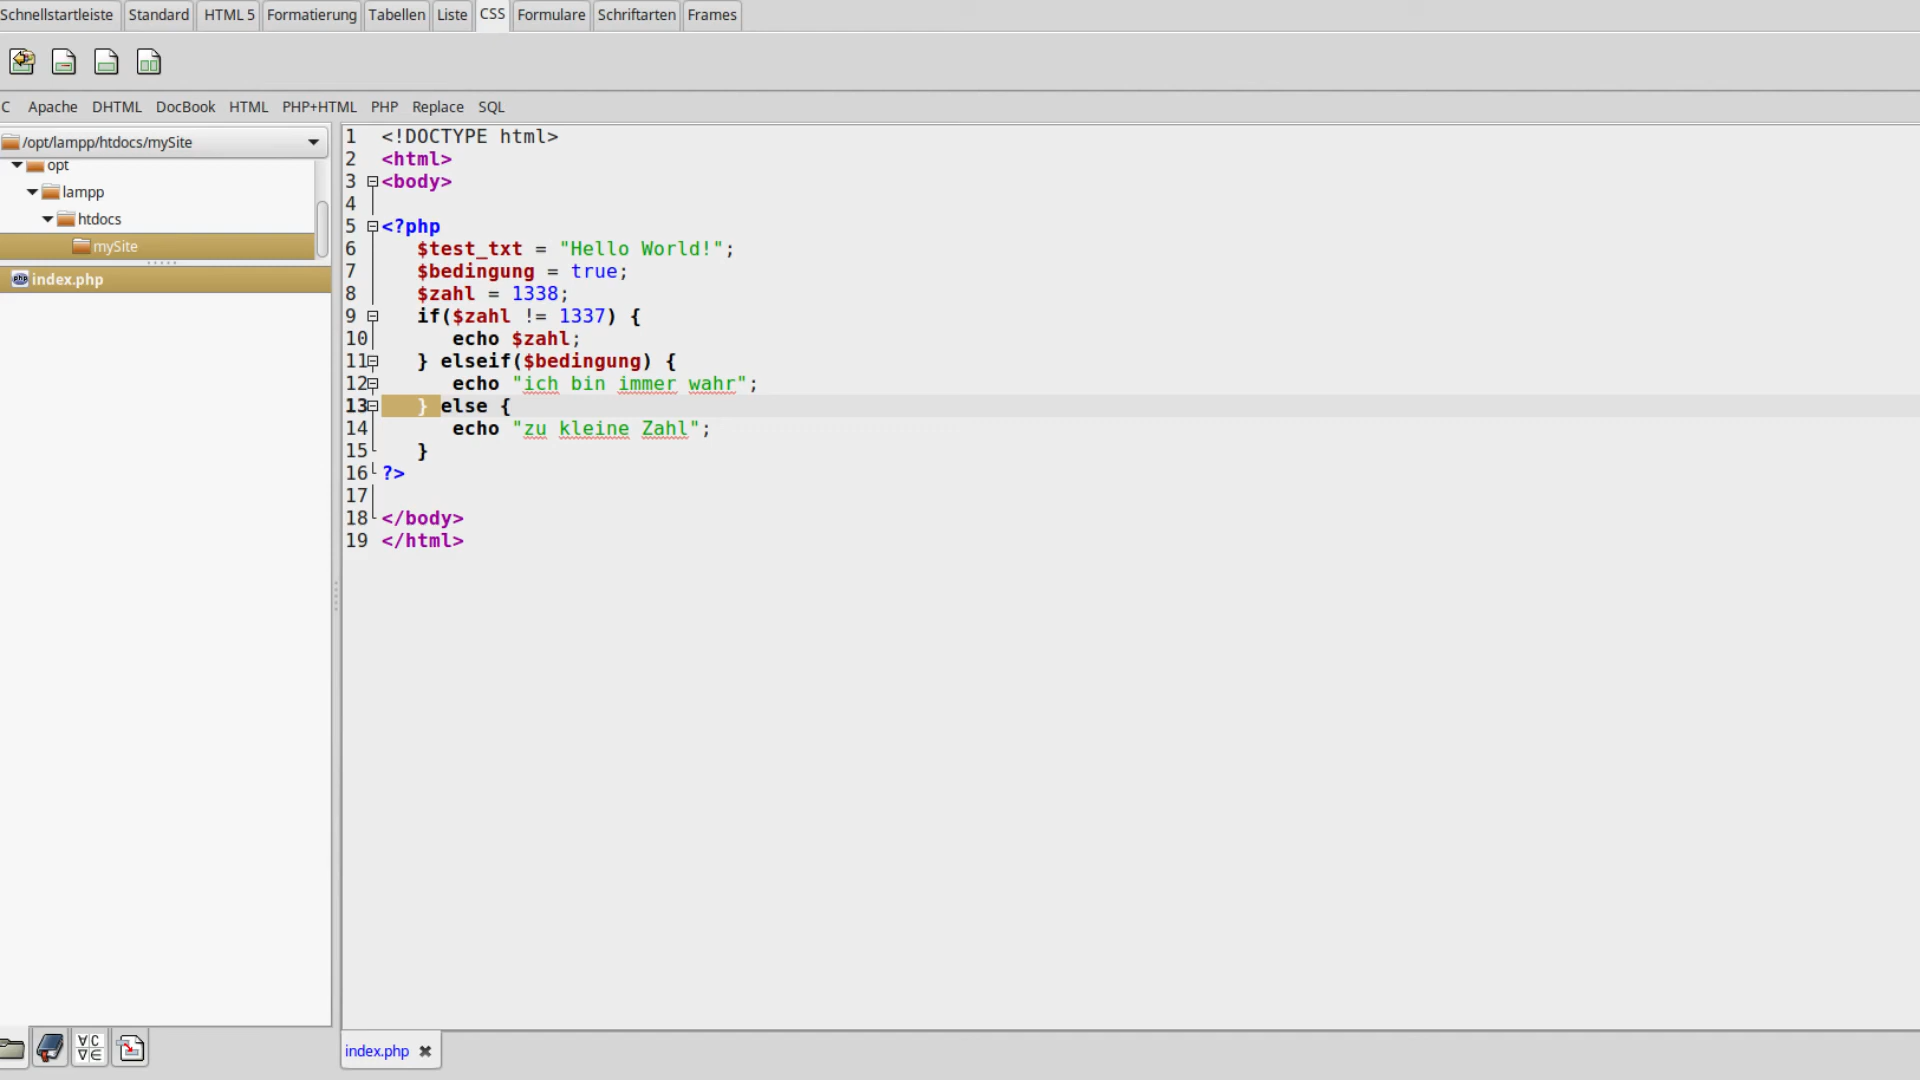 Schnellstartleiste Standard HTML 5 Formatierung Tabellen Liste CSS Formulare Schriftarten Frames
C Apache DHTML DocBook HTML PHP+HTML PHP Replace SQL
/opt/lampp/htdocs/mySite
opt
lampp
htdocs
mySite
index.php
1 <!DOCTYPE html>
2 <html>
3 <body>
4
5 <?php
6 $test_txt = "Hello World!";
7 $bedingung = true;
8 $zahl = 1338;
9 if($zahl != 1337) {
10 echo $zahl;
11 } elseif($bedingung) {
12 echo "ich bin immer wahr";
13 } else {
14 echo "zu kleine Zahl";
15 }
16 ?>
17
18 </body>
19 </html>
∀C
∇∈
index.php